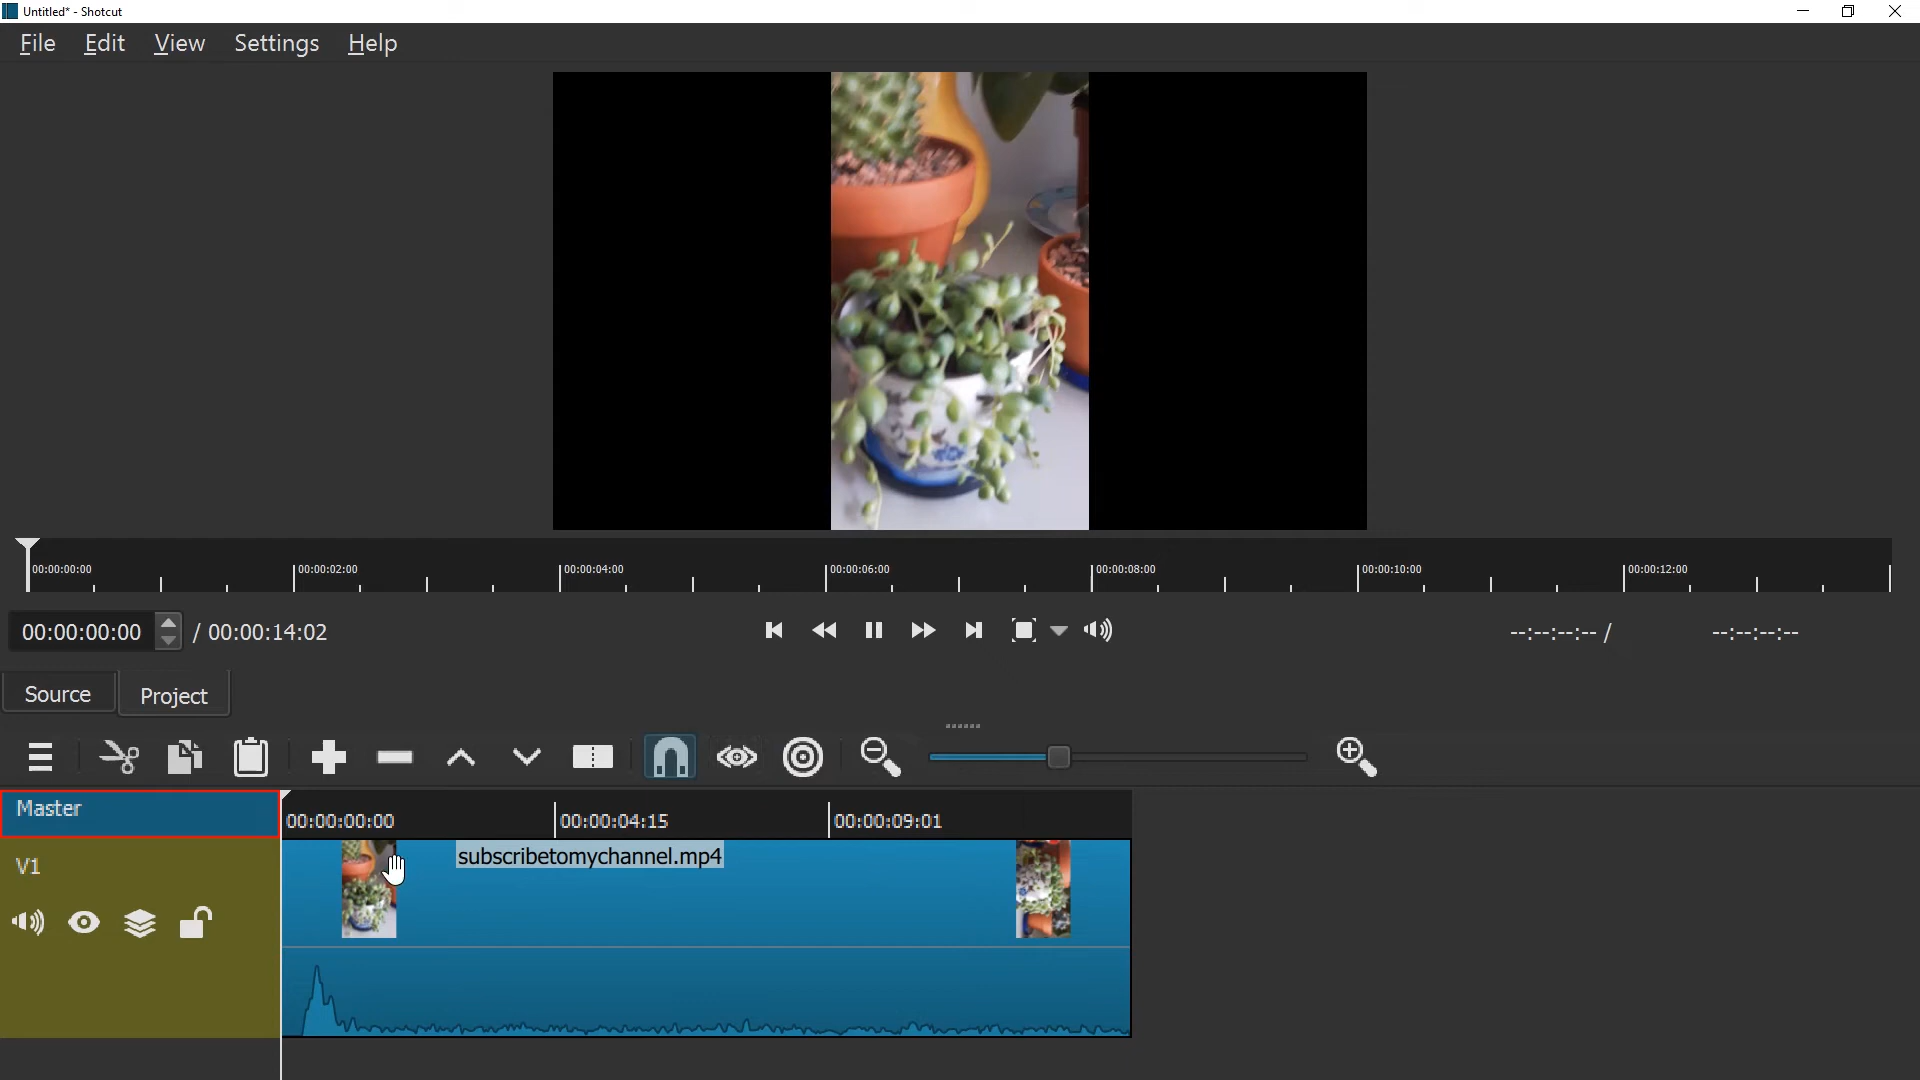 Untitled* - Shotcut
File Edit View Settings Help
00:00:00:00 00:00:02:00 00:00:04:00 00:00:06:00 00:00:08:00 00:00:10:00 00:00:12:00
00:00:00:00 / 00:00:14:02 --:--:--:-- / --:--:--:--
Source Project
Master 00:00:00:00 00:00:04:15 00:00:09:01
V1 subscribetomychannel.mp4